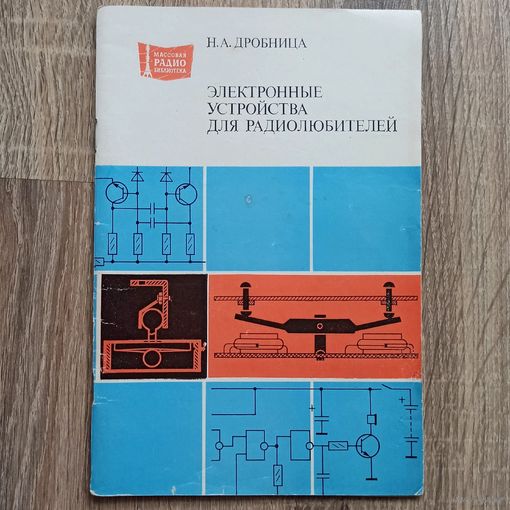 МАССОВАЯ
РАДИО
БИБЛИОТЕКА
Н.А. ДРОБНИЦА
ЭЛЕКТРОННЫЕ
УСТРОЙСТВА
ДЛЯ РАДИОЛЮБИТЕЛЕЙ
+
+